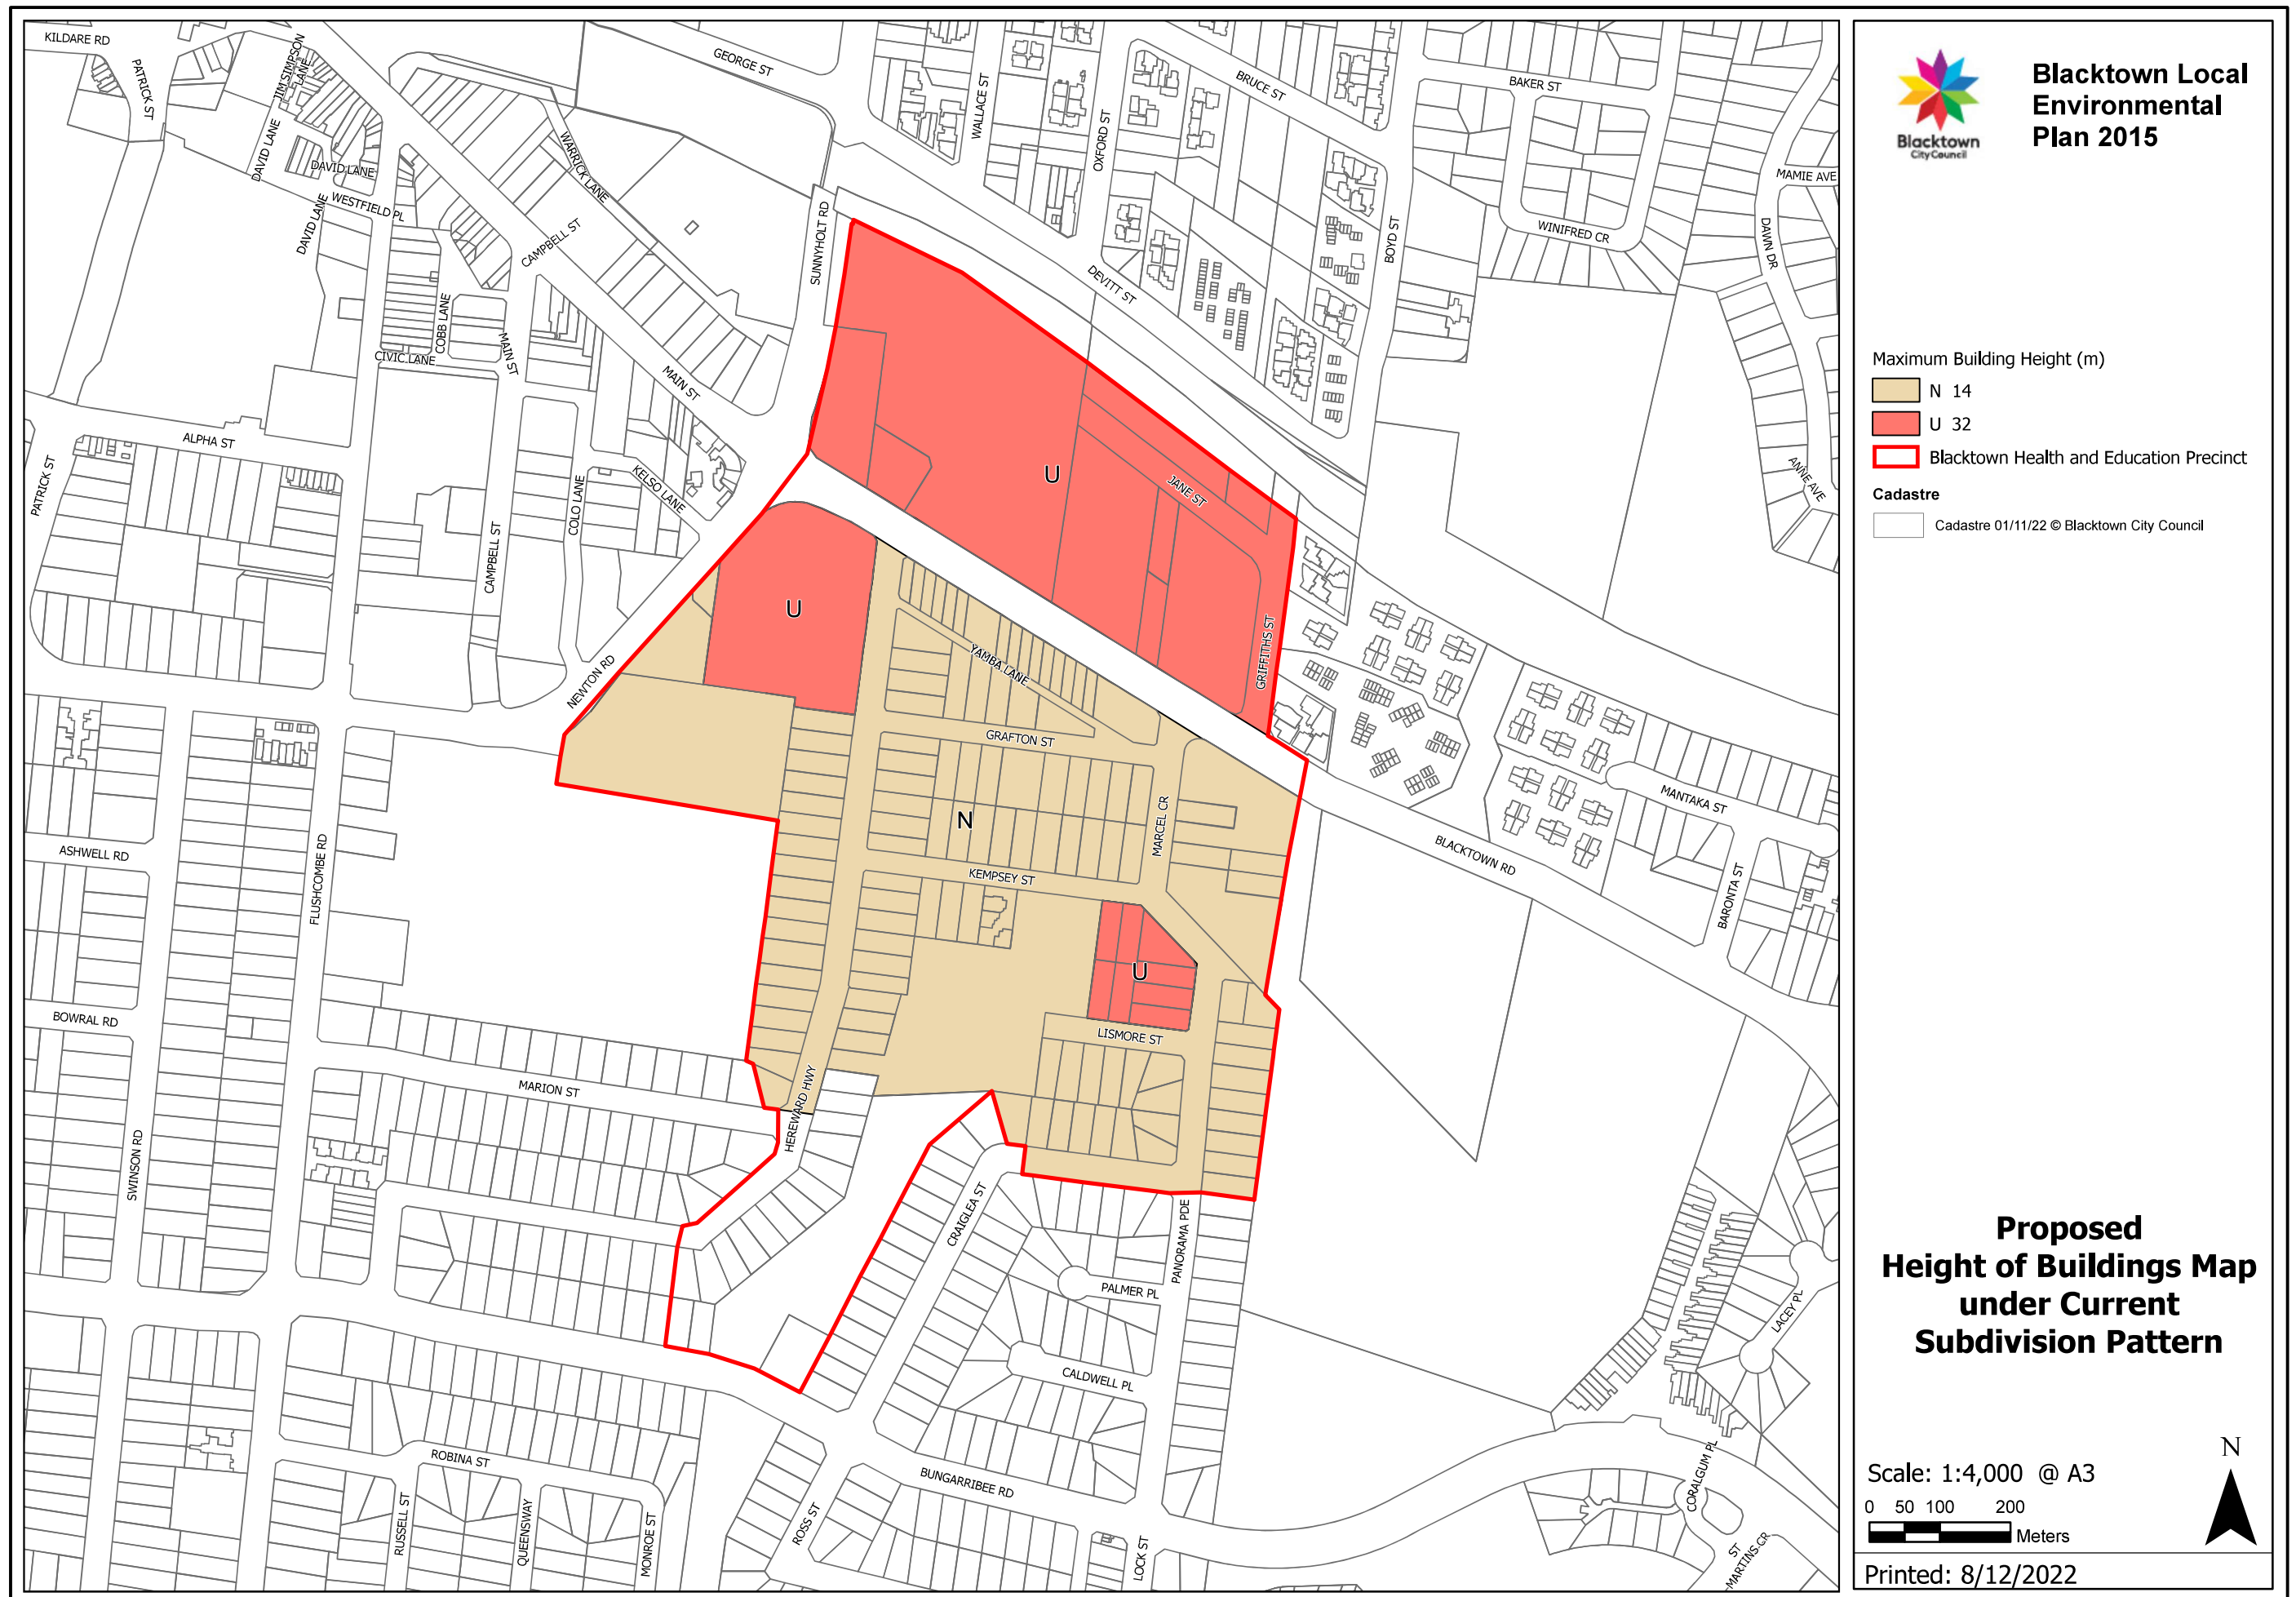 KILDARE RD
PATRICK ST
JIM SIMPSON
LANE
DAVID LANE
DAVID LANE
WESTFIELD PL
DAVID LANE
COBB LANE
CIVIC LANE
MAIN ST
CAMPBELL ST
WARRICK LANE
GEORGE ST
SUNNYHOLT RD
WALLACE ST
OXFORD ST
BRUCE ST
BAKER ST
MAMIE AVE
WINIFRED CR
DAWN DR
BOYD ST
DEVITT ST
ANNE AVE
MAIN ST
ALPHA ST
PATRICK ST
KELSO LANE
COLO LANE
CAMPBELL ST
NEWTON RD
U
JANE ST
GRIFFITHS ST
U
YAMBA LANE
GRAFTON ST
N
MARCEL CR
KEMPSEY ST
U
LISMORE ST
BLACKTOWN RD
MANTAKA ST
BARONTA ST
ASHWELL RD
FLUSHCOMBE RD
BOWRAL RD
MARION ST
SWINSON RD
HEREWARD HWY
CRAIGLEA ST
PANORAMA PDE
PALMER PL
CALDWELL PL
LACEY PL
ROBINA ST
RUSSELL ST
QUEENSWAY
MONROE ST
ROSS ST
BUNGARRIBEE RD
LOCK ST
CORALGUM PL
ST
MARTINS CR
Blacktown
City Council
Blacktown Local
Environmental
Plan 2015
Maximum Building Height (m)
N 14
U 32
Blacktown Health and Education Precinct
Cadastre
Cadastre 01/11/22 © Blacktown City Council
Proposed
Height of Buildings Map
under Current
Subdivision Pattern
N
Scale: 1:4,000 @ A3
0 50 100 200
Meters
Printed: 8/12/2022